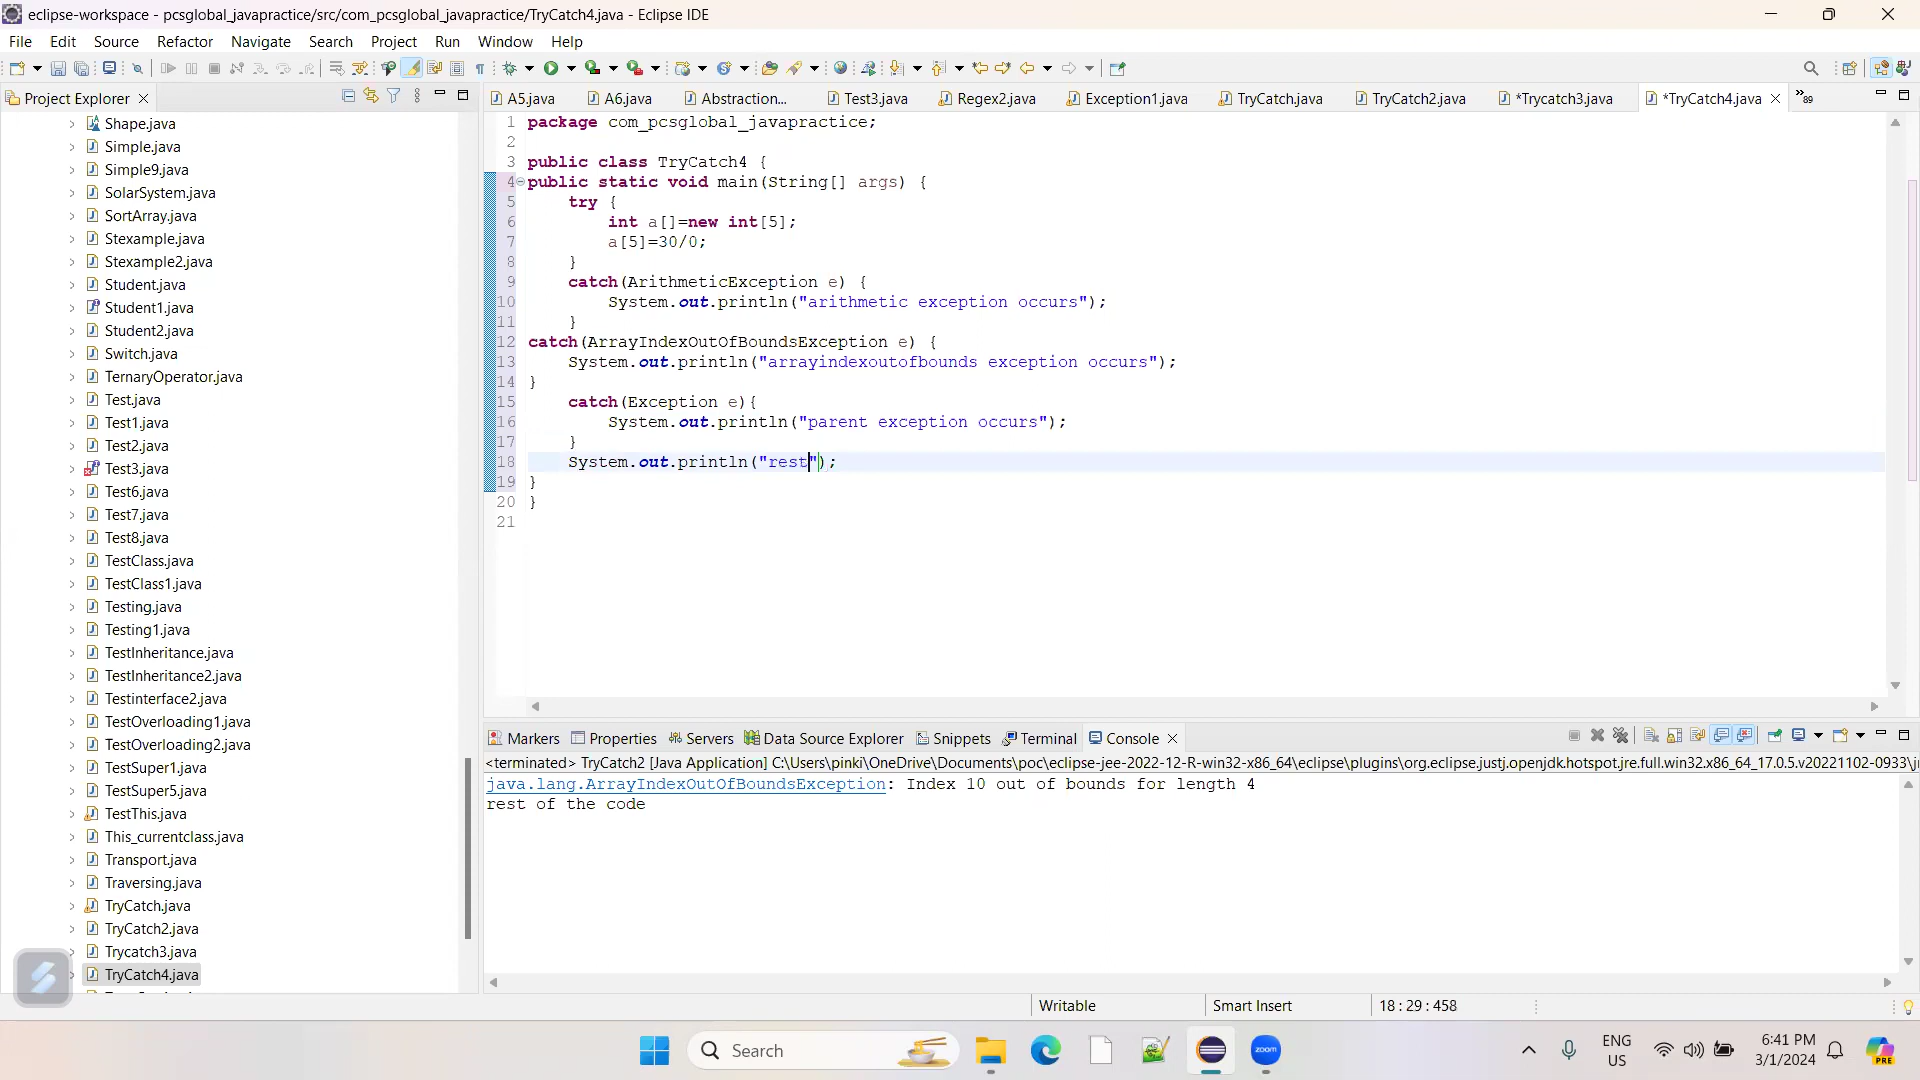 eclipse-workspace - pcsglobal_javapractice/src/com_pcsglobal_javapractice/TryCatch4.java - Eclipse IDE
File Edit Source Refactor Navigate Search Project Run Window Help
Project Explorer
A5.java A6.java Abstraction... Test3.java Regex2.java Exception1.java TryCatch.java TryCatch2.java *Trycatch3.java *TryCatch4.java »89
Shape.java
Simple.java
Simple9.java
SolarSystem.java
SortArray.java
Stexample.java
Stexample2.java
Student.java
Student1.java
Student2.java
Switch.java
TernaryOperator.java
Test.java
Test1.java
Test2.java
Test3.java
Test6.java
Test7.java
Test8.java
TestClass.java
TestClass1.java
Testing.java
Testing1.java
TestInheritance.java
TestInheritance2.java
Testinterface2.java
TestOverloading1.java
TestOverloading2.java
TestSuper1.java
TestSuper5.java
TestThis.java
This_currentclass.java
Transport.java
Traversing.java
TryCatch.java
TryCatch2.java
Trycatch3.java
TryCatch4.java
1 package com_pcsglobal_javapractice;
2
3 public class TryCatch4 {
4 public static void main(String[] args) {
5 try {
6 int a[]=new int[5];
7 a[5]=30/0;
8 }
9 catch(ArithmeticException e) {
10 System.out.println("arithmetic exception occurs");
11 }
12 catch(ArrayIndexOutOfBoundsException e) {
13 System.out.println("arrayindexoutofbounds exception occurs");
14 }
15 catch(Exception e){
16 System.out.println("parent exception occurs");
17 }
18 System.out.println("rest");
19 }
20 }
21
Markers Properties Servers Data Source Explorer Snippets Terminal Console
<terminated> TryCatch2 [Java Application] C:\Users\pinki\OneDrive\Documents\poc\eclipse-jee-2022-12-R-win32-x86_64\eclipse\plugins\org.eclipse.justj.openjdk.hotspot.jre.full.win32.x86_64_17.0.5.v20221102-0933\j
java.lang.ArrayIndexOutOfBoundsException: Index 10 out of bounds for length 4
rest of the code
Writable Smart Insert 18 : 29 : 458
Search
zoom
ENG
US
6:41 PM
3/1/2024
PRE